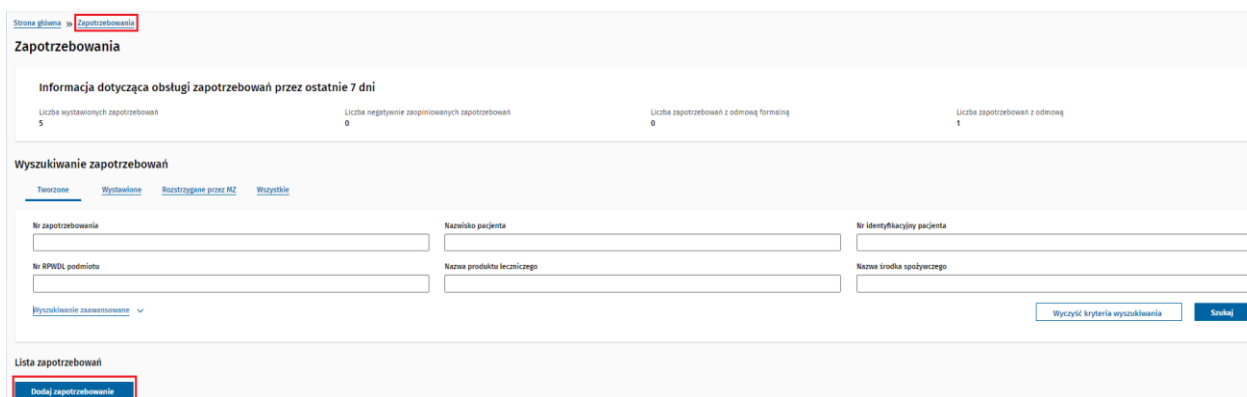 Strona główna » Zapotrzebowania
Zapotrzebowania
Informacja dotycząca obsługi zapotrzebowań przez ostatnie 7 dni
Liczba wystawionych zapotrzebowań Liczba negatywnie zaopiniowanych zapotrzebowań Liczba zapotrzebowań z odmową formalną Liczba zapotrzebowań z odmową
5 0 0 1
Wyszukiwanie zapotrzebowań
Tworzone Wystawione Rozstrzygane przez MZ Wszystkie
Nr zapotrzebowania Nazwisko pacjenta Nr identyfikacyjny pacjenta
Nr RPWDL podmiotu Nazwa produktu leczniczego Nazwa środka spożywczego
Wyszukiwanie zaawansowane Wyczyść kryteria wyszukiwania Szukaj
Lista zapotrzebowań
Dodaj zapotrzebowanie